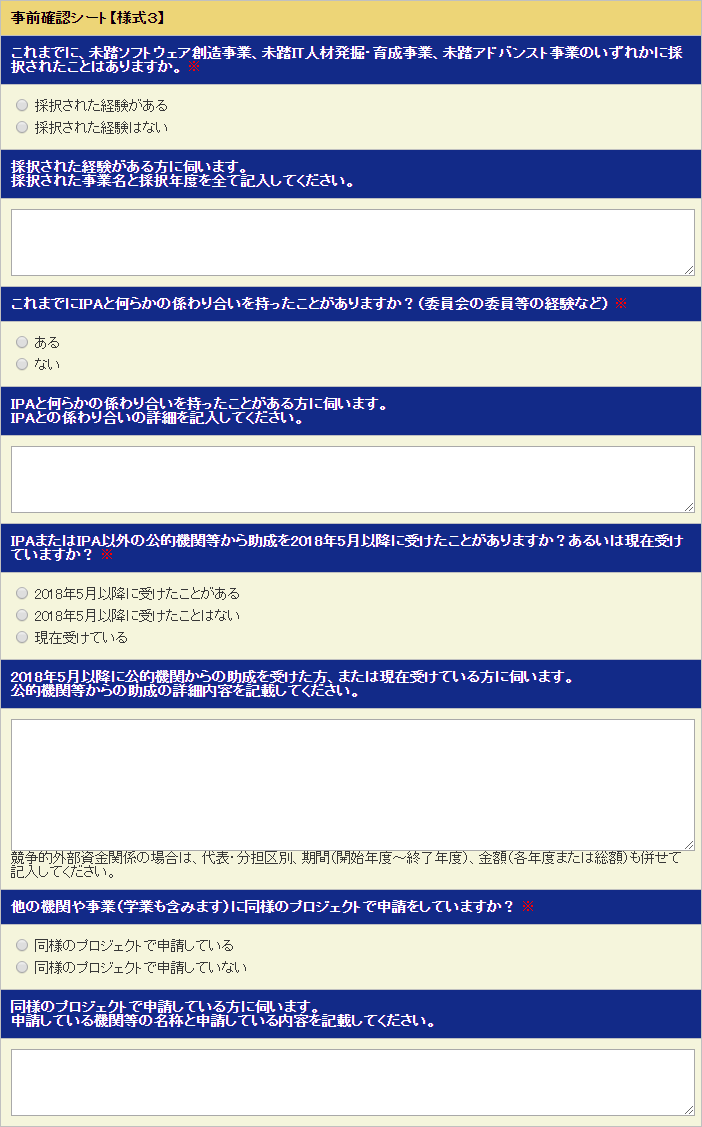 事前確認シート【様式３】
これまでに、未踏ソフトウェア創造事業、未踏IT人材発掘・育成事業、未踏アドバンスト事業のいずれかに採
択されたことはありますか。 ※
採択された経験がある
採択された経験はない
採択された経験がある方に伺います。
採択された事業名と採択年度を全て記入してください。
これまでにIPAと何らかの係わり合いを持ったことがありますか？（委員会の委員等の経験など） ※
ある
ない
IPAと何らかの係わり合いを持ったことがある方に伺います。
IPAとの係わり合いの詳細を記入してください。
IPAまたはIPA以外の公的機関等から助成を2018年5月以降に受けたことがありますか？あるいは現在受け
ていますか？ ※
2018年5月以降に受けたことがある
2018年5月以降に受けたことはない
現在受けている
2018年5月以降に公的機関からの助成を受けた方、または現在受けている方に伺います。
公的機関等からの助成の詳細内容を記載してください。
競争的外部資金関係の場合は、代表・分担区別、期間（開始年度～終了年度）、金額（各年度または総額）も併せて
記入してください。
他の機関や事業（学業も含みます）に同様のプロジェクトで申請をしていますか？ ※
同様のプロジェクトで申請している
同様のプロジェクトで申請していない
同様のプロジェクトで申請している方に伺います。
申請している機関等の名称と申請している内容を記載してください。